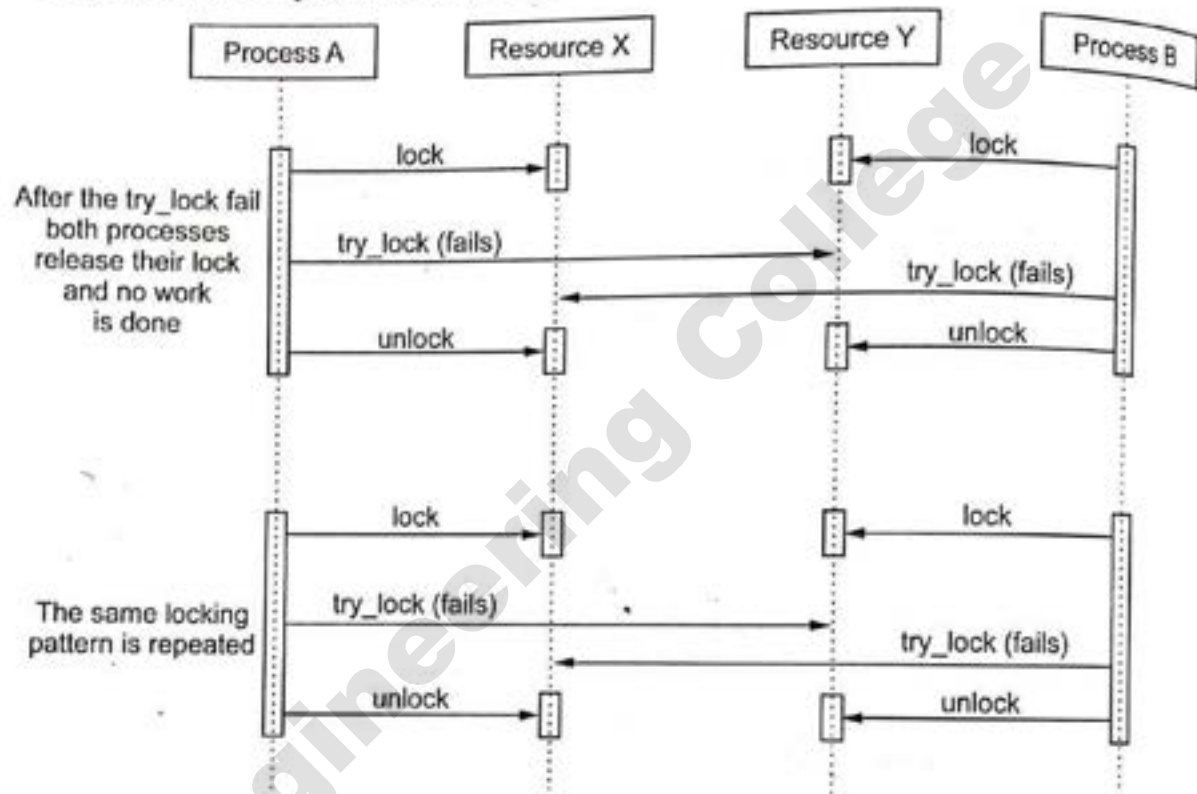 Process A
Resource X
Resource Y
Process B
lock
lock
After the try_lock fail
both processes
release their lock
and no work
is done
try_lock (fails)
try_lock (fails)
unlock
unlock
lock
lock
The same locking
pattern is repeated
try_lock (fails)
try_lock (fails)
unlock
unlock
gineering College